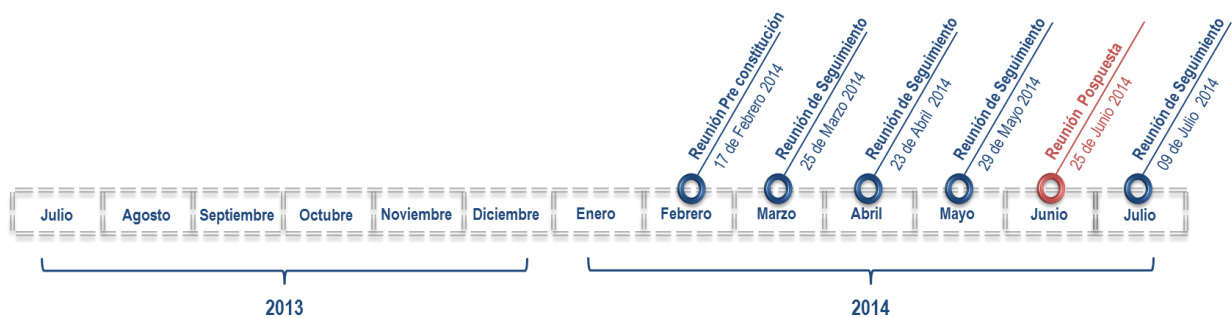 Reunión Pre constitución
17 de Febrero 2014
Reunión de Seguimiento
25 de Marzo 2014
Reunión de Seguimiento
23 de Abril 2014
Reunión de Seguimiento
29 de Mayo 2014
Reunión Pospuesta
25 de Junio 2014
Reunión de Seguimiento
09 de Julio 2014
Julio Agosto Septiembre Octubre Noviembre Diciembre Enero Febrero Marzo Abril Mayo Junio Julio
2013 2014